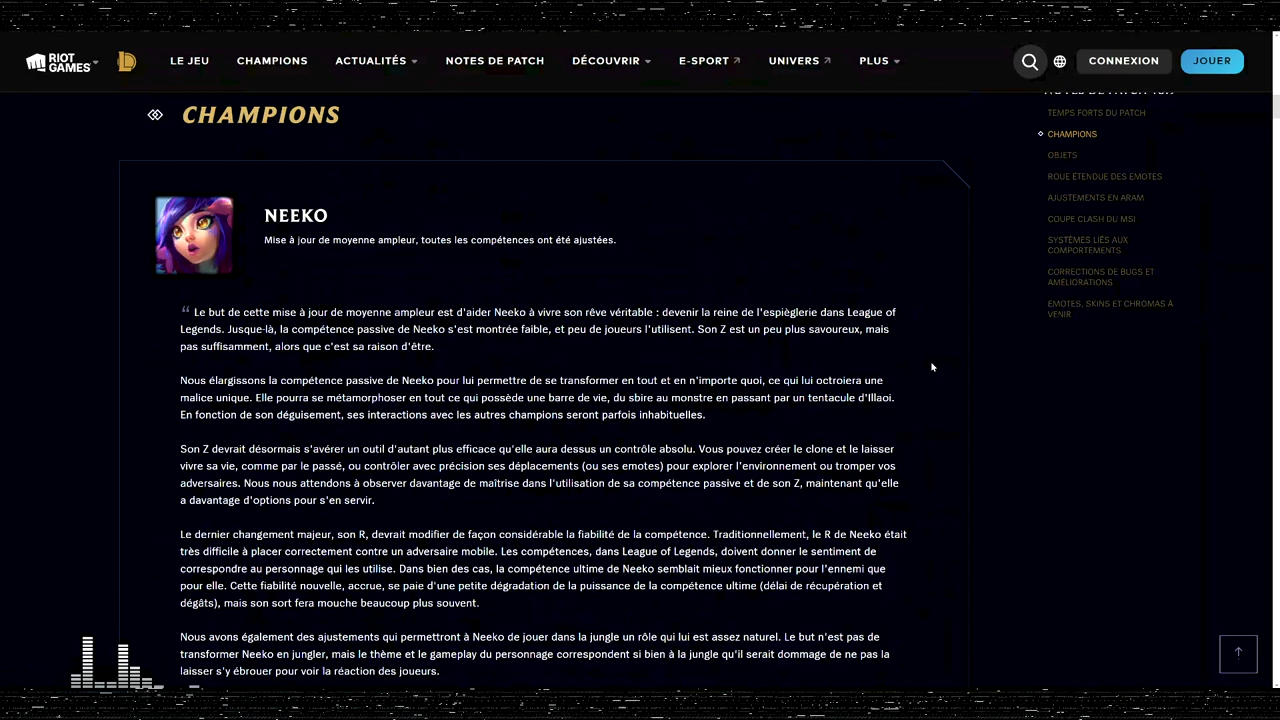 RIOT GAMES
LE JEU
CHAMPIONS
ACTUALITÉS
NOTES DE PATCH
DÉCOUVRIR
E-SPORT
UNIVERS
PLUS
CONNEXION
JOUER
CHAMPIONS
NEEKO
Mise à jour de moyenne ampleur, toutes les compétences ont été ajustées.
“ Le but de cette mise à jour de moyenne ampleur est d'aider Neeko à vivre son rêve véritable : devenir la reine de l'espièglerie dans League of
Legends. Jusque-là, la compétence passive de Neeko s'est montrée faible, et peu de joueurs l'utilisent. Son Z est un peu plus savoureux, mais
pas suffisamment, alors que c'est sa raison d'être.
Nous élargissons la compétence passive de Neeko pour lui permettre de se transformer en tout et en n'importe quoi, ce qui lui octroiera une
malice unique. Elle pourra se métamorphoser en tout ce qui possède une barre de vie, du sbire au monstre en passant par un tentacule d'Illaoi.
En fonction de son déguisement, ses interactions avec les autres champions seront parfois inhabituelles.
Son Z devrait désormais s'avérer un outil d'autant plus efficace qu'elle aura dessus un contrôle absolu. Vous pouvez créer le clone et le laisser
vivre sa vie, comme par le passé, ou contrôler avec précision ses déplacements (ou ses emotes) pour explorer l'environnement ou tromper vos
adversaires. Nous nous attendons à observer davantage de maîtrise dans l'utilisation de sa compétence passive et de son Z, maintenant qu'elle
a davantage d'options pour s'en servir.
Le dernier changement majeur, son R, devrait modifier de façon considérable la fiabilité de la compétence. Traditionnellement, le R de Neeko était
très difficile à placer correctement contre un adversaire mobile. Les compétences, dans League of Legends, doivent donner le sentiment de
correspondre au personnage qui les utilise. Dans bien des cas, la compétence ultime de Neeko semblait mieux fonctionner pour l'ennemi que
pour elle. Cette fiabilité nouvelle, accrue, se paie d'une petite dégradation de la puissance de la compétence ultime (délai de récupération et
dégâts), mais son sort fera mouche beaucoup plus souvent.
Nous avons également des ajustements qui permettront à Neeko de jouer dans la jungle un rôle qui lui est assez naturel. Le but n'est pas de
transformer Neeko en jungler, mais le thème et le gameplay du personnage correspondent si bien à la jungle qu'il serait dommage de ne pas la
laisser s'y ébrouer pour voir la réaction des joueurs.
TEMPS FORTS DU PATCH
CHAMPIONS
OBJETS
ROUE ÉTENDUE DES EMOTES
AJUSTEMENTS EN ARAM
COUPE CLASH DU MSI
SYSTÈMES LIÉS AUX
COMPORTEMENTS
CORRECTIONS DE BUGS ET
AMÉLIORATIONS
EMOTES, SKINS ET CHROMAS À
VENIR